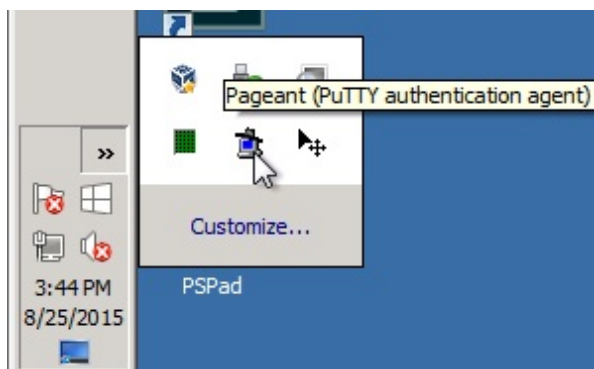 Pageant (PuTTY authentication agent)
Customize...
3:44 PM
8/25/2015
PSPad